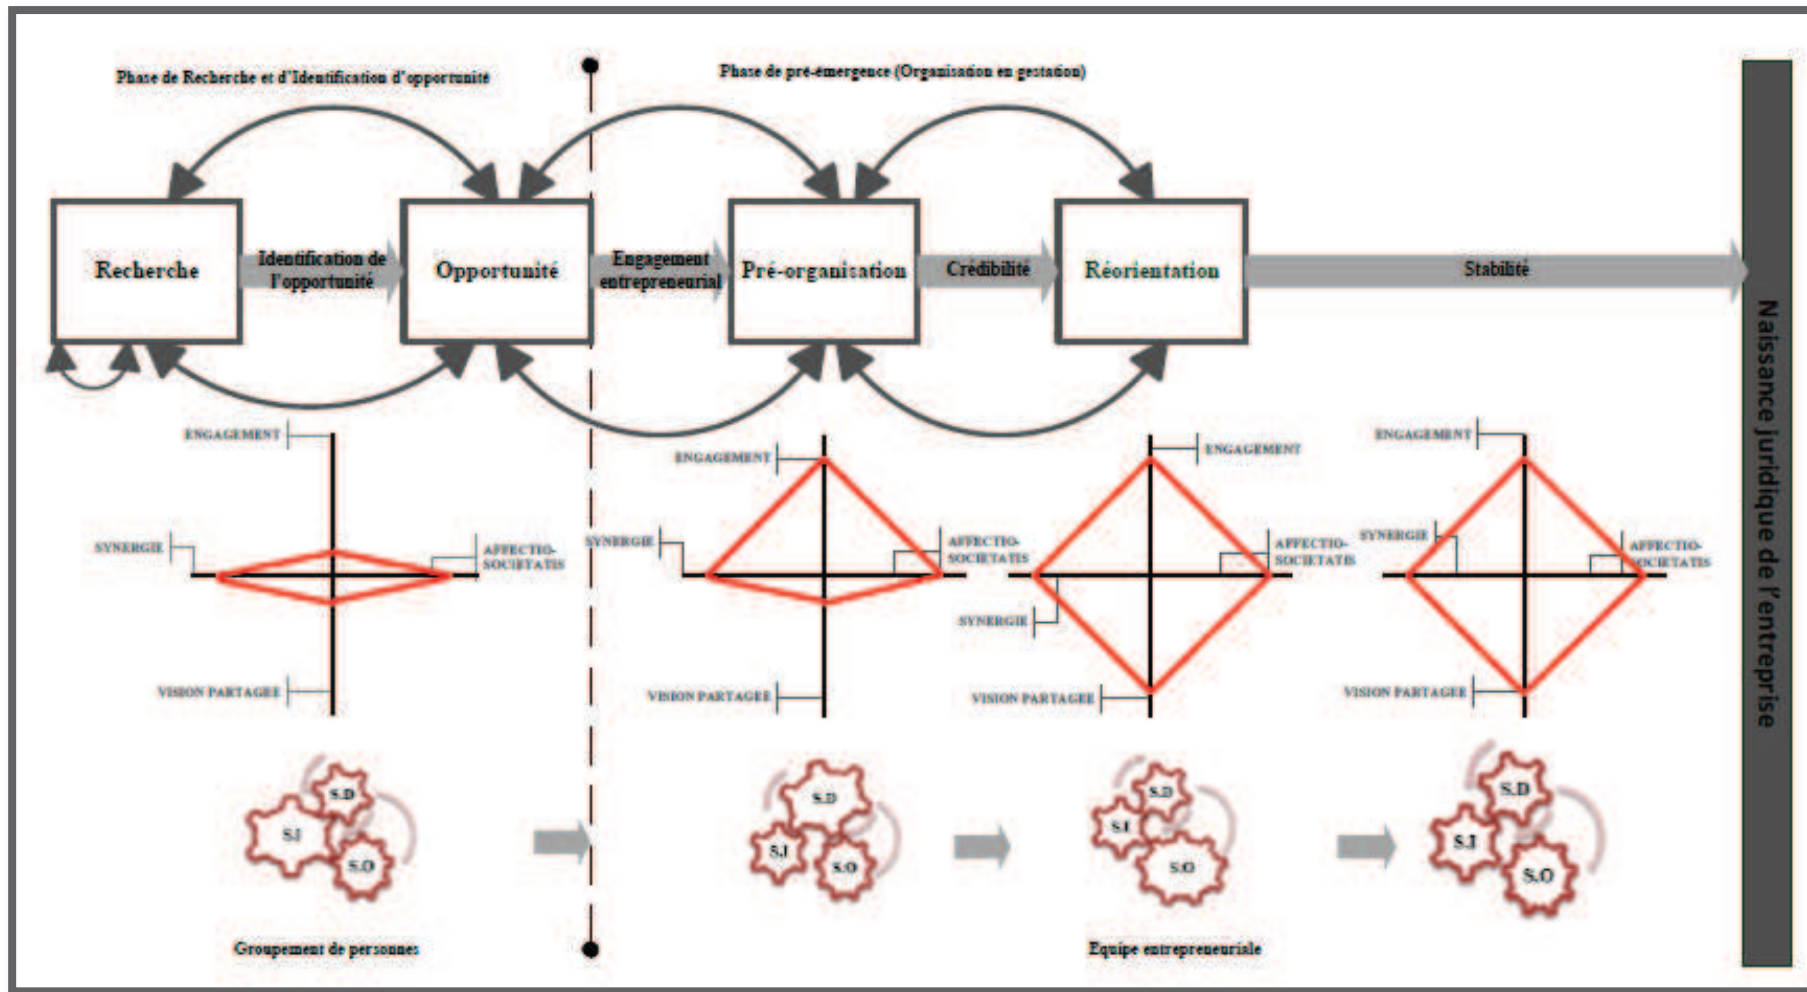 Phase de Recherche et d'Identification d'opportunité
Phase de pré-émergence (Organisation en gestation)
Recherche
Identification de
l'opportunité
Opportunité
Engagement
entrepreneurial
Pré-organisation
Crédibilité
Réorientation
Stabilité
Naissance juridique de l'entreprise
ENGAGEMENT
SYNERGIE
AFFECTIO-
SOCIETATIS
VISION PARTAGEE
ENGAGEMENT
SYNERGIE
AFFECTIO-
SOCIETATIS
VISION PARTAGEE
ENGAGEMENT
AFFECTIO-
SOCIETATIS
SYNERGIE
VISION PARTAGEE
ENGAGEMENT
SYNERGIE
AFFECTIO-
SOCIETATIS
VISION PARTAGEE
S.D
S.I
S.O
S.D
S.I
S.O
S.D
S.I
S.O
S.D
S.I
S.O
Groupement de personnes
Equipe entrepreneuriale